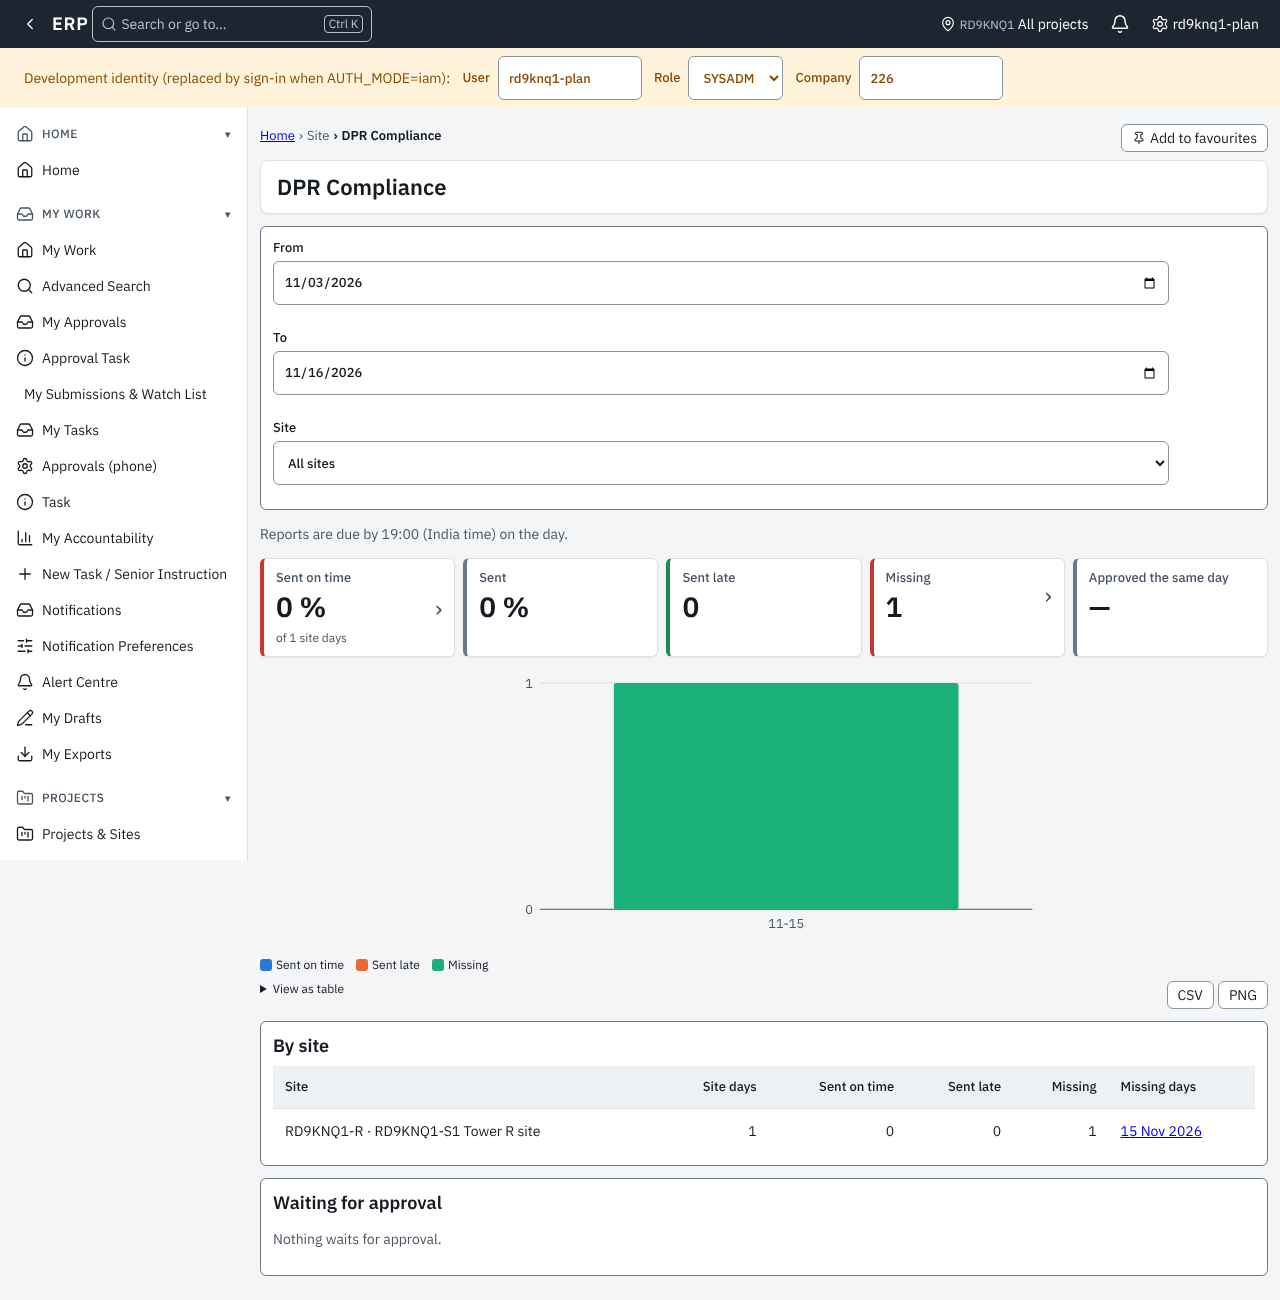 ERP
Search or go to...
Ctrl K
RD9KNQ1 All projects
rd9knq1-plan
Development identity (replaced by sign-in when AUTH_MODE=iam):
User
rd9knq1-plan
Role
SYSADM
Company
226
HOME
Home
MY WORK
My Work
Advanced Search
My Approvals
Approval Task
My Submissions & Watch List
My Tasks
Approvals (phone)
Task
My Accountability
New Task / Senior Instruction
Notifications
Notification Preferences
Alert Centre
My Drafts
My Exports
PROJECTS
Projects & Sites
Home › Site › DPR Compliance
Add to favourites
DPR Compliance
From
11/03/2026
To
11/16/2026
Site
All sites
Reports are due by 19:00 (India time) on the day.
Sent on time
0 %
of 1 site days
Sent
0 %
Sent late
0
Missing
1
Approved the same day
—
1
0
11-15
Sent on time
Sent late
Missing
View as table
CSV
PNG
By site
Site Site days Sent on time Sent late Missing Missing days
RD9KNQ1-R · RD9KNQ1-S1 Tower R site 1 0 0 1 15 Nov 2026
Waiting for approval
Nothing waits for approval.